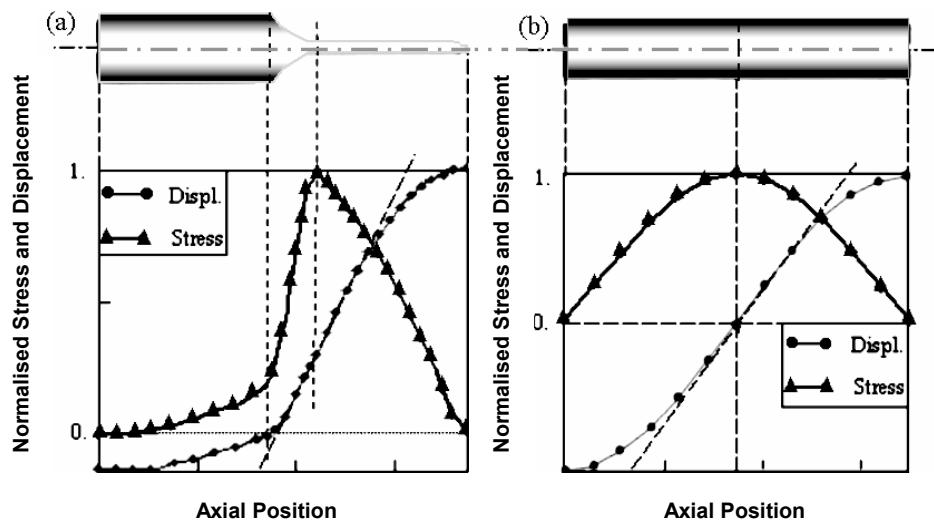 (a)
Normalised Stress and Displacement
1.
Displ.
Stress
0.
Axial Position
(b)
Normalised Stress and Displacement
1.
0.
Displ.
Stress
Axial Position